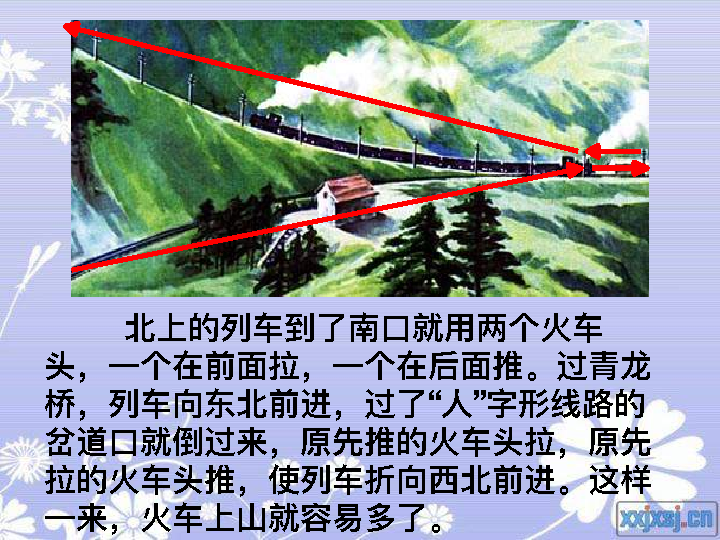 北上的列车到了南口就用两个火车
头，一个在前面拉，一个在后面推。过青龙
桥，列车向东北前进，过了“人”字形线路的
岔道口就倒过来，原先推的火车头拉，原先
拉的火车头推，使列车折向西北前进。这样
一来，火车上山就容易多了。
xxjxsj.cn